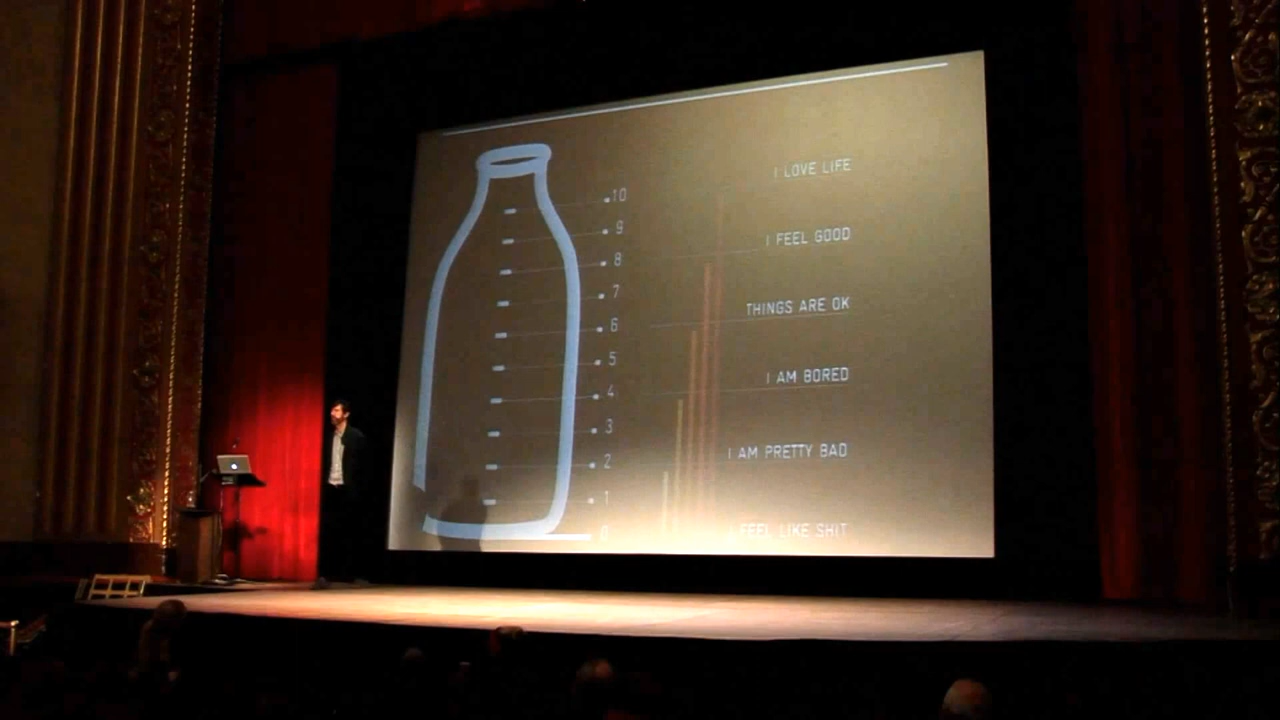 I LOVE LIFE
10
9
I FEEL GOOD
8
7
THINGS ARE OK
6
5
I AM BORED
4
3
I AM PRETTY BAD
2
1
0
I FEEL LIKE SHIT